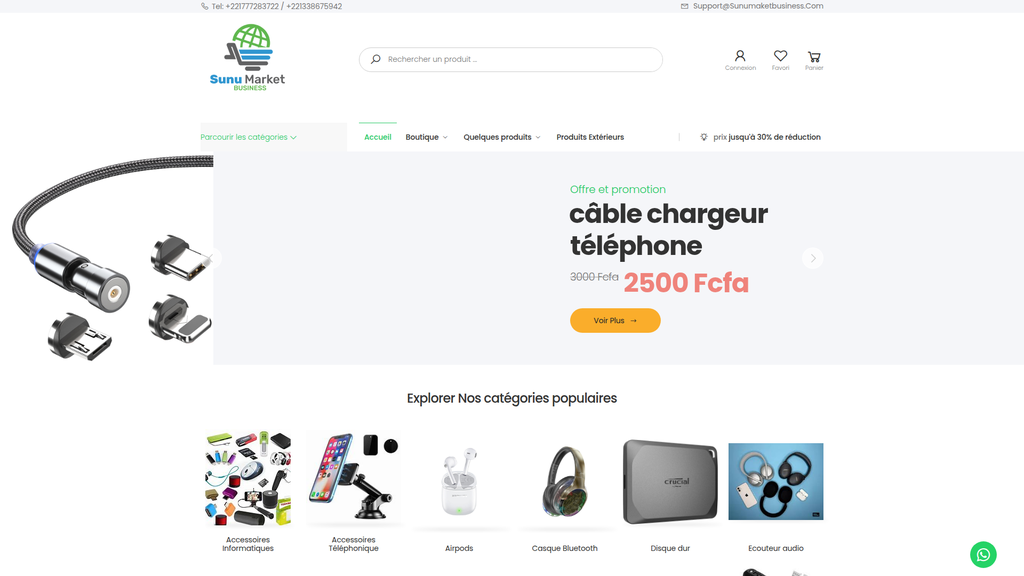 Tel: +221777283722 / +221338675942
Support@Sunumaketbusiness.Com
Sunu Market
BUSINESS
Rechercher un produit ...
Connexion
Favori
Panier
Parcourir les catégories
Accueil
Boutique
Quelques produits
Produits Extérieurs
prix jusqu'à 30% de réduction
Offre et promotion
câble chargeur
téléphone
3000 Fcfa 2500 Fcfa
Voir Plus →
Explorer Nos catégories populaires
crucial
Accessoires
Informatiques
Accessoires
Téléphonique
Airpods
Casque Bluetooth
Disque dur
Ecouteur audio